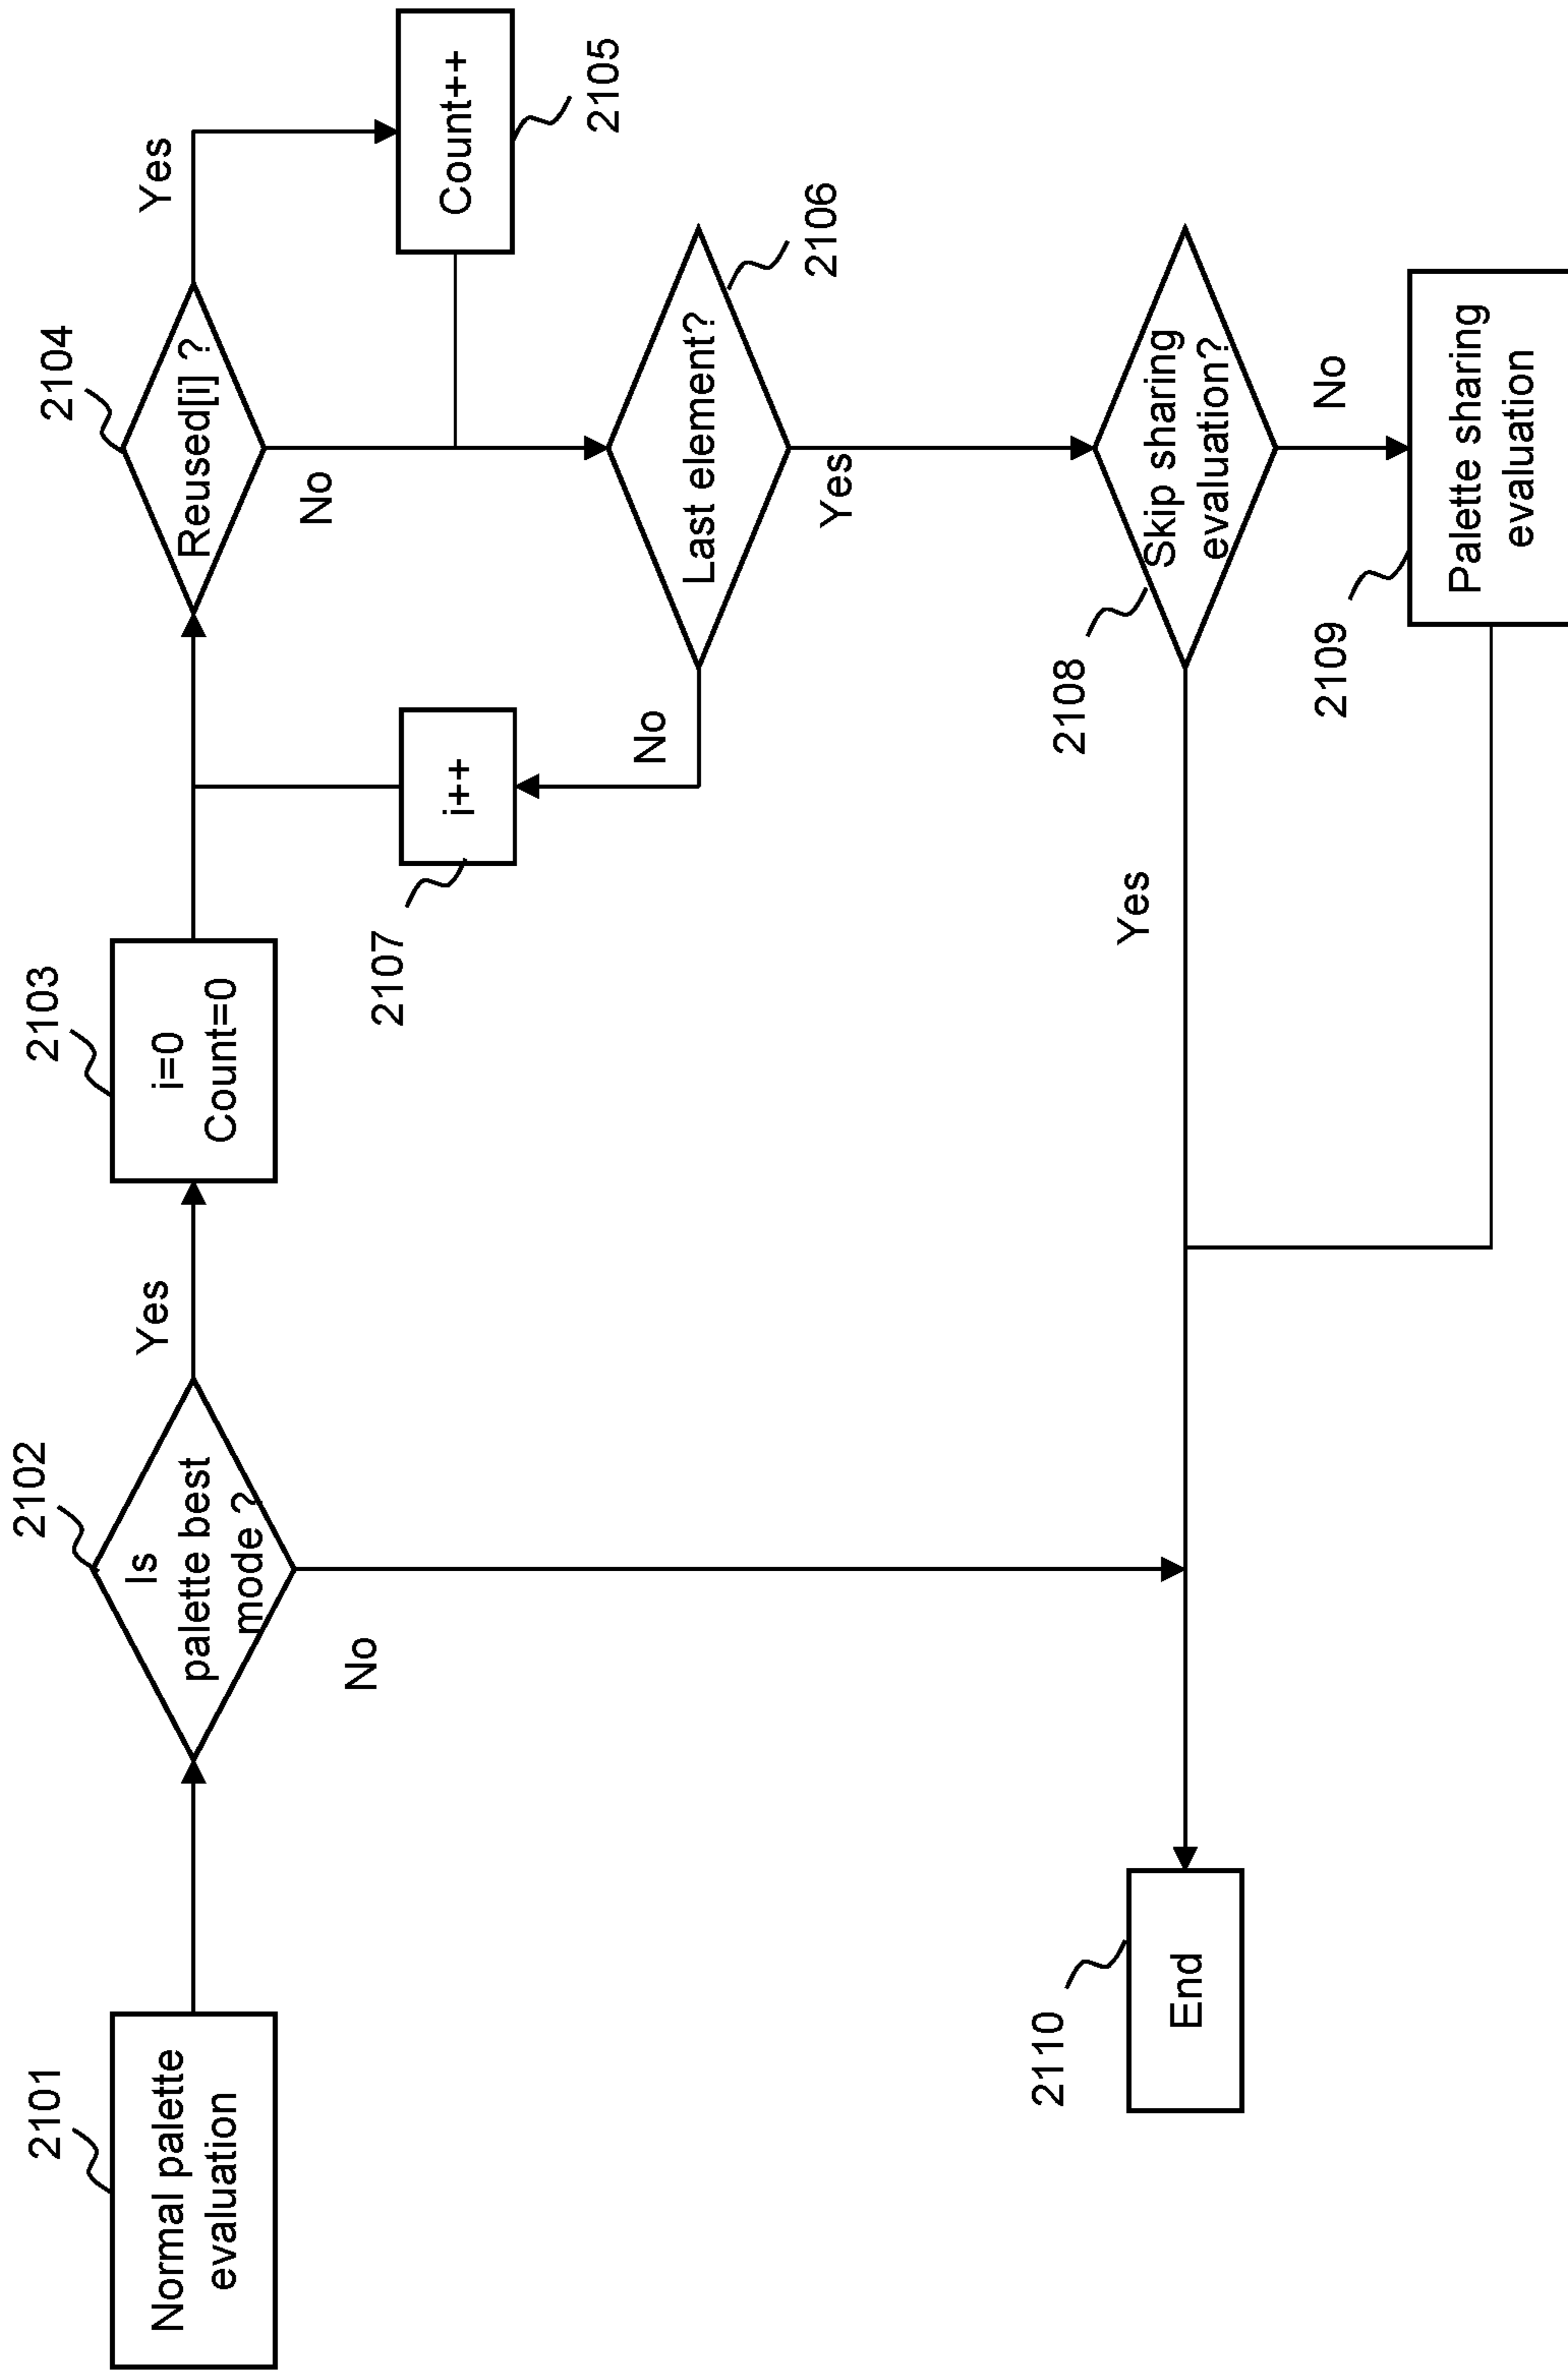 2101
Normal palette
evaluation
2102
Is
palette best
mode ?
Yes
No
2103
i=0
Count=0
2104
Reused[i] ?
Yes
No
Count++
2105
Last element?
2106
No
Yes
i++
2107
Skip sharing
evaluation?
2108
Yes
No
Palette sharing
evaluation
2109
2110
End